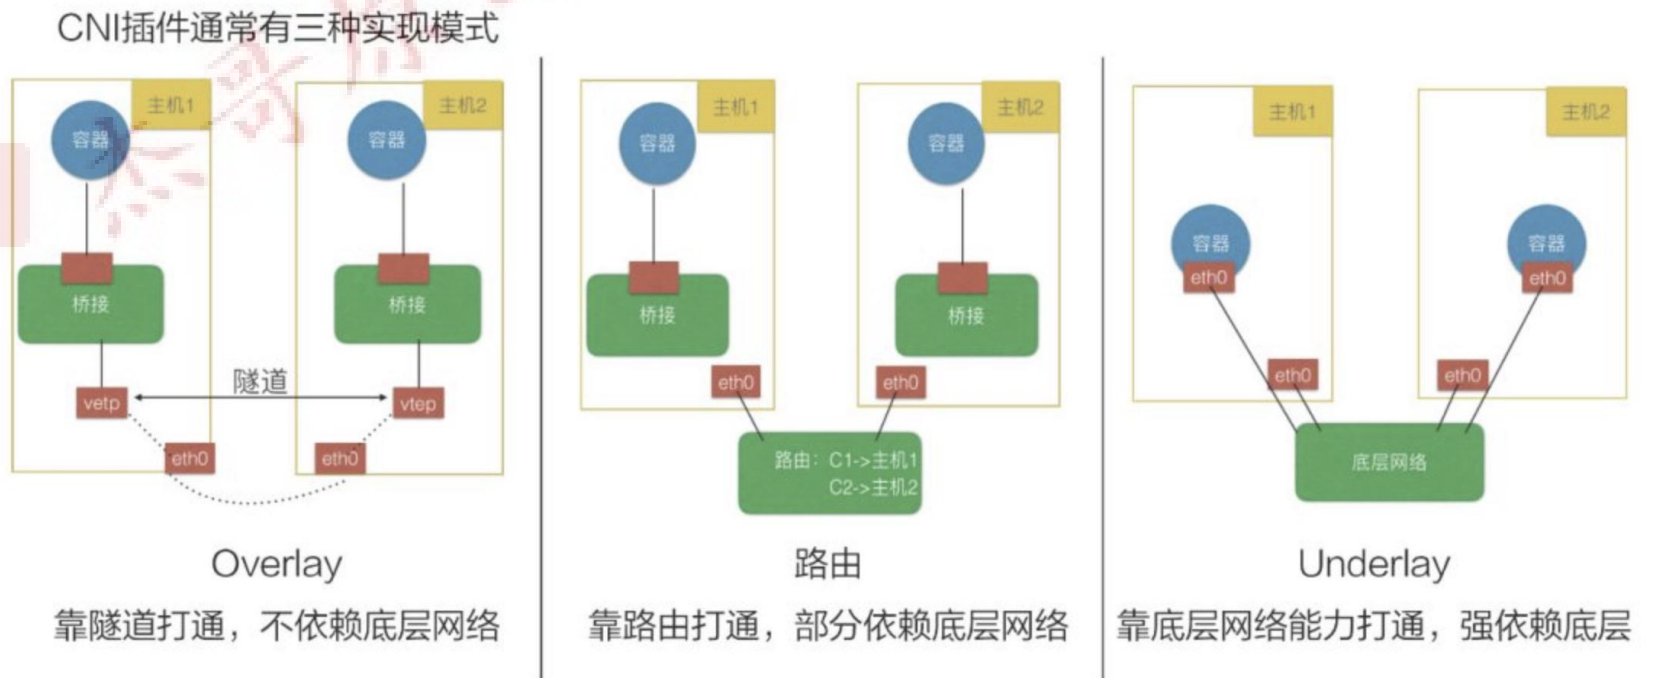 CNI插件通常有三种实现模式
主机1
容器
桥接
vetp
eth0
主机2
容器
桥接
vtep
eth0
隧道
Overlay
靠隧道打通，不依赖底层网络
主机1
容器
桥接
eth0
主机2
容器
桥接
eth0
路由：C1->主机1
C2->主机2
路由
靠路由打通，部分依赖底层网络
主机1
容器
eth0
eth0
主机2
容器
eth0
eth0
底层网络
Underlay
靠底层网络能力打通，强依赖底层